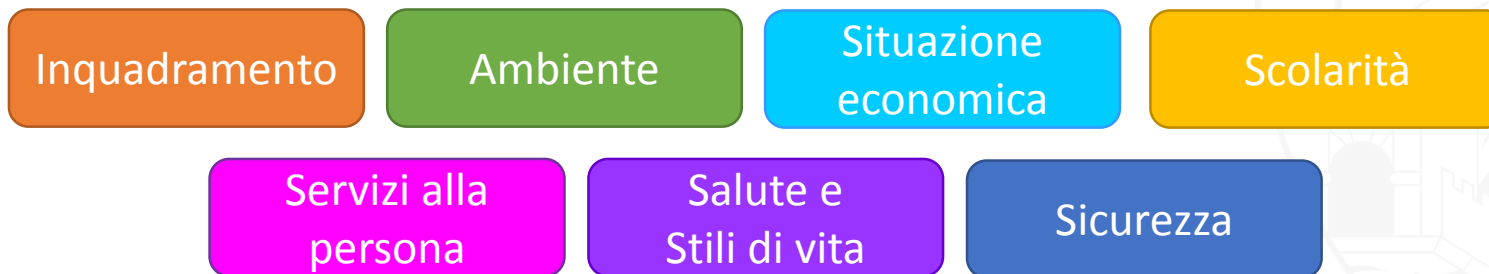 Inquadramento
Ambiente
Situazione
economica
Scolarità
Servizi alla
persona
Salute e
Stili di vita
Sicurezza